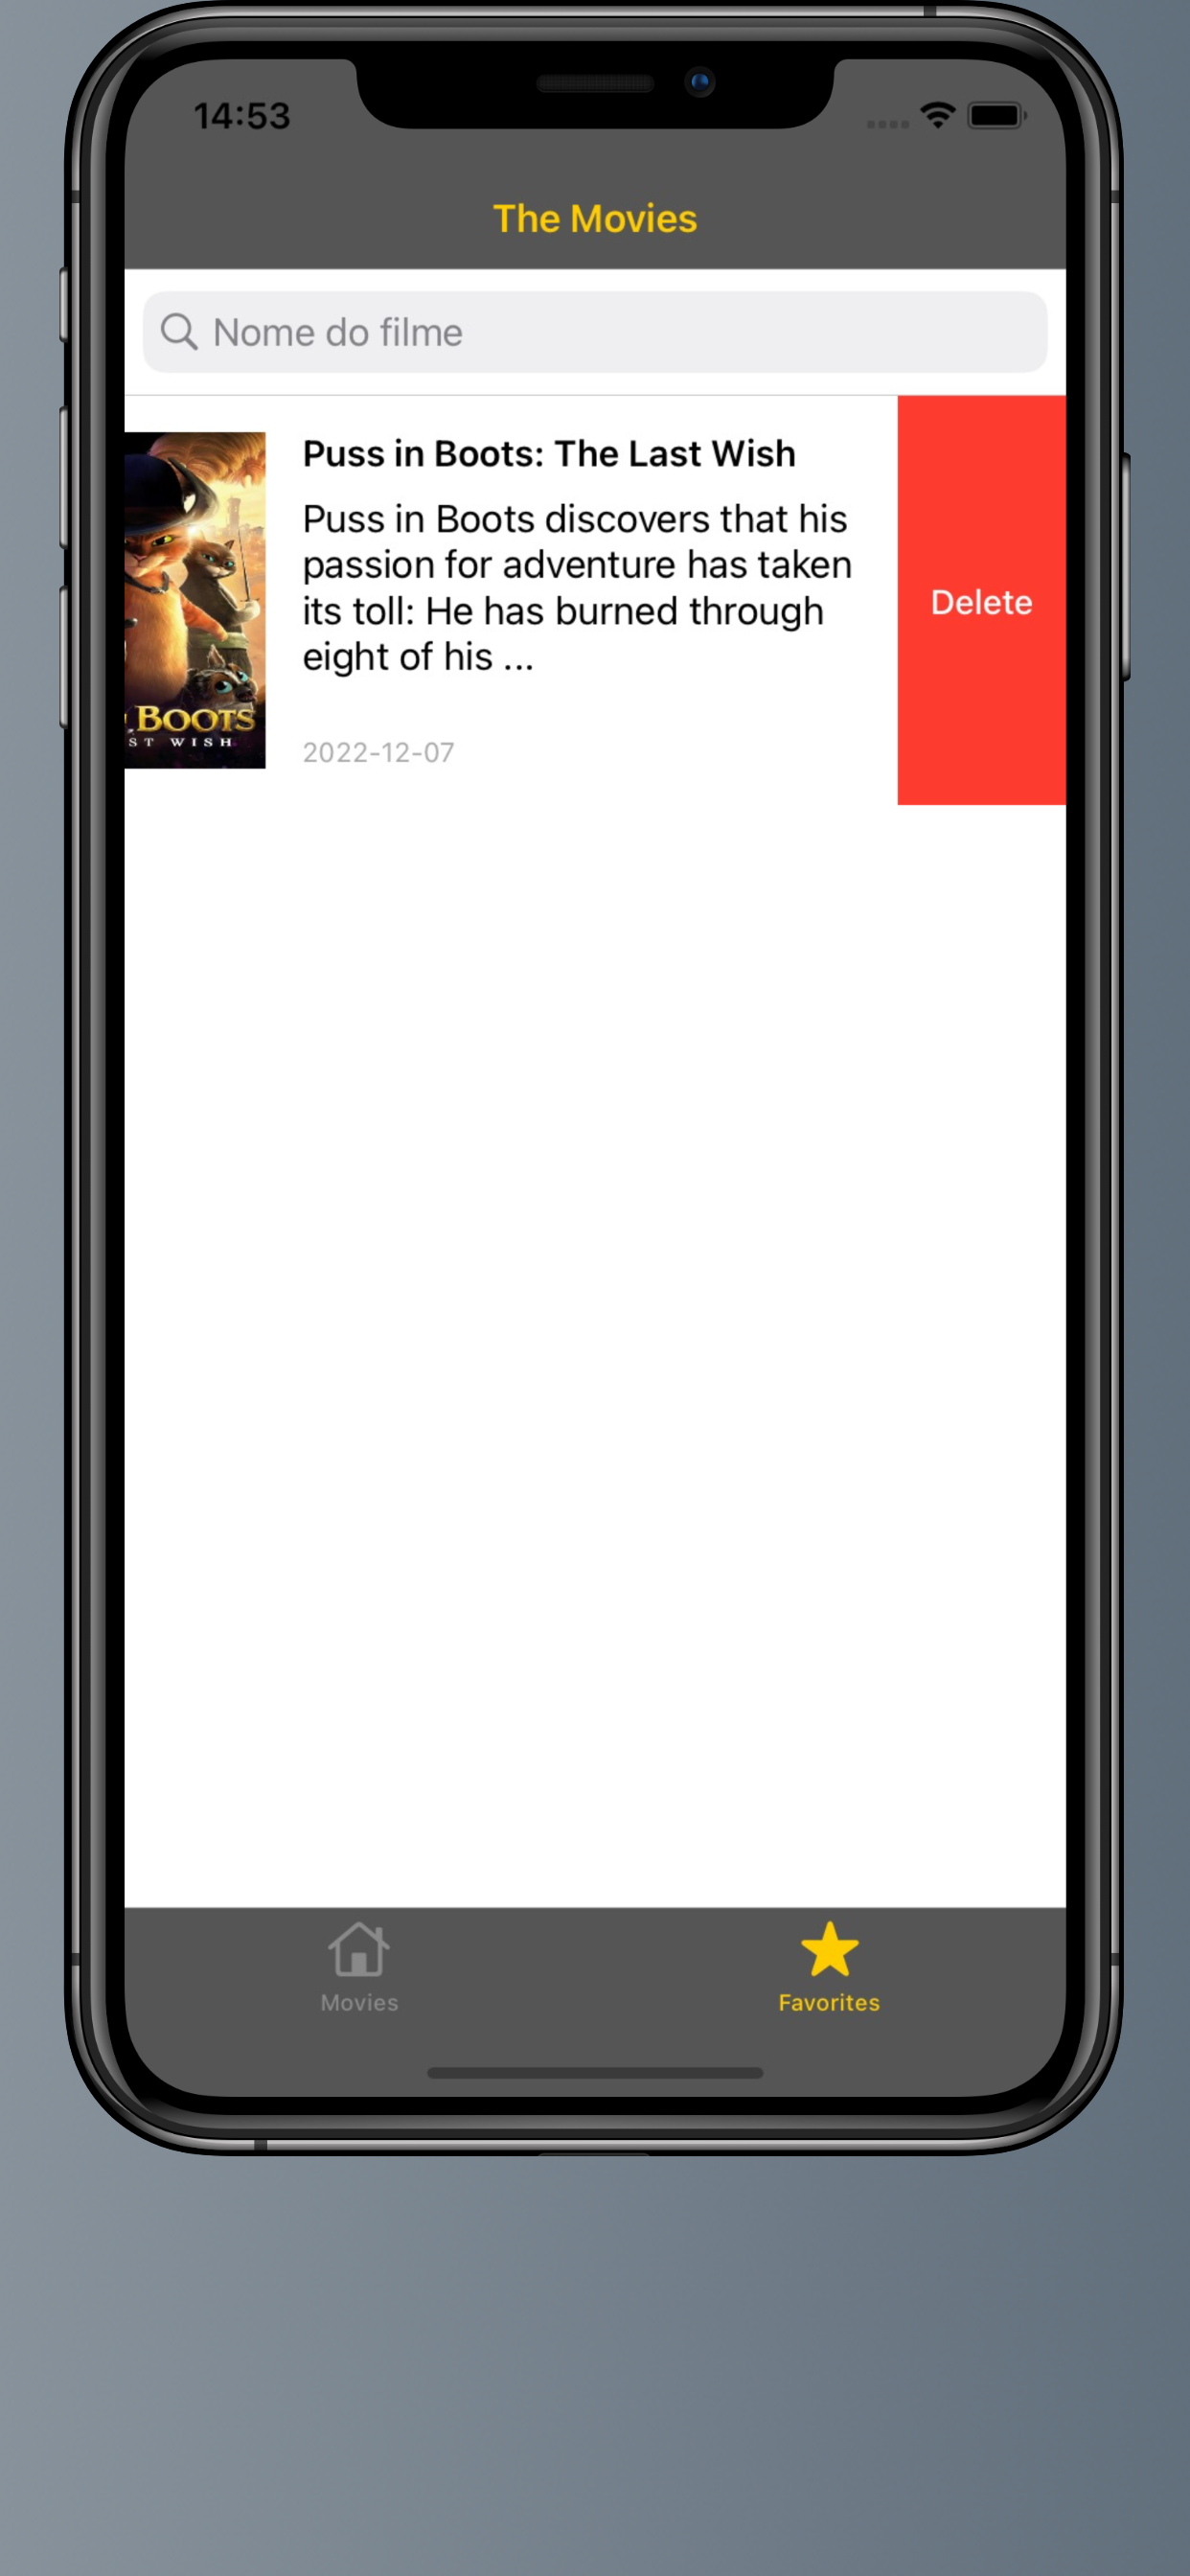 14:53
The Movies
Nome do filme
Puss in Boots: The Last Wish
Puss in Boots discovers that his
passion for adventure has taken
its toll: He has burned through
eight of his ...
2022-12-07
BOOTS
ST WISH
Delete
Movies
Favorites